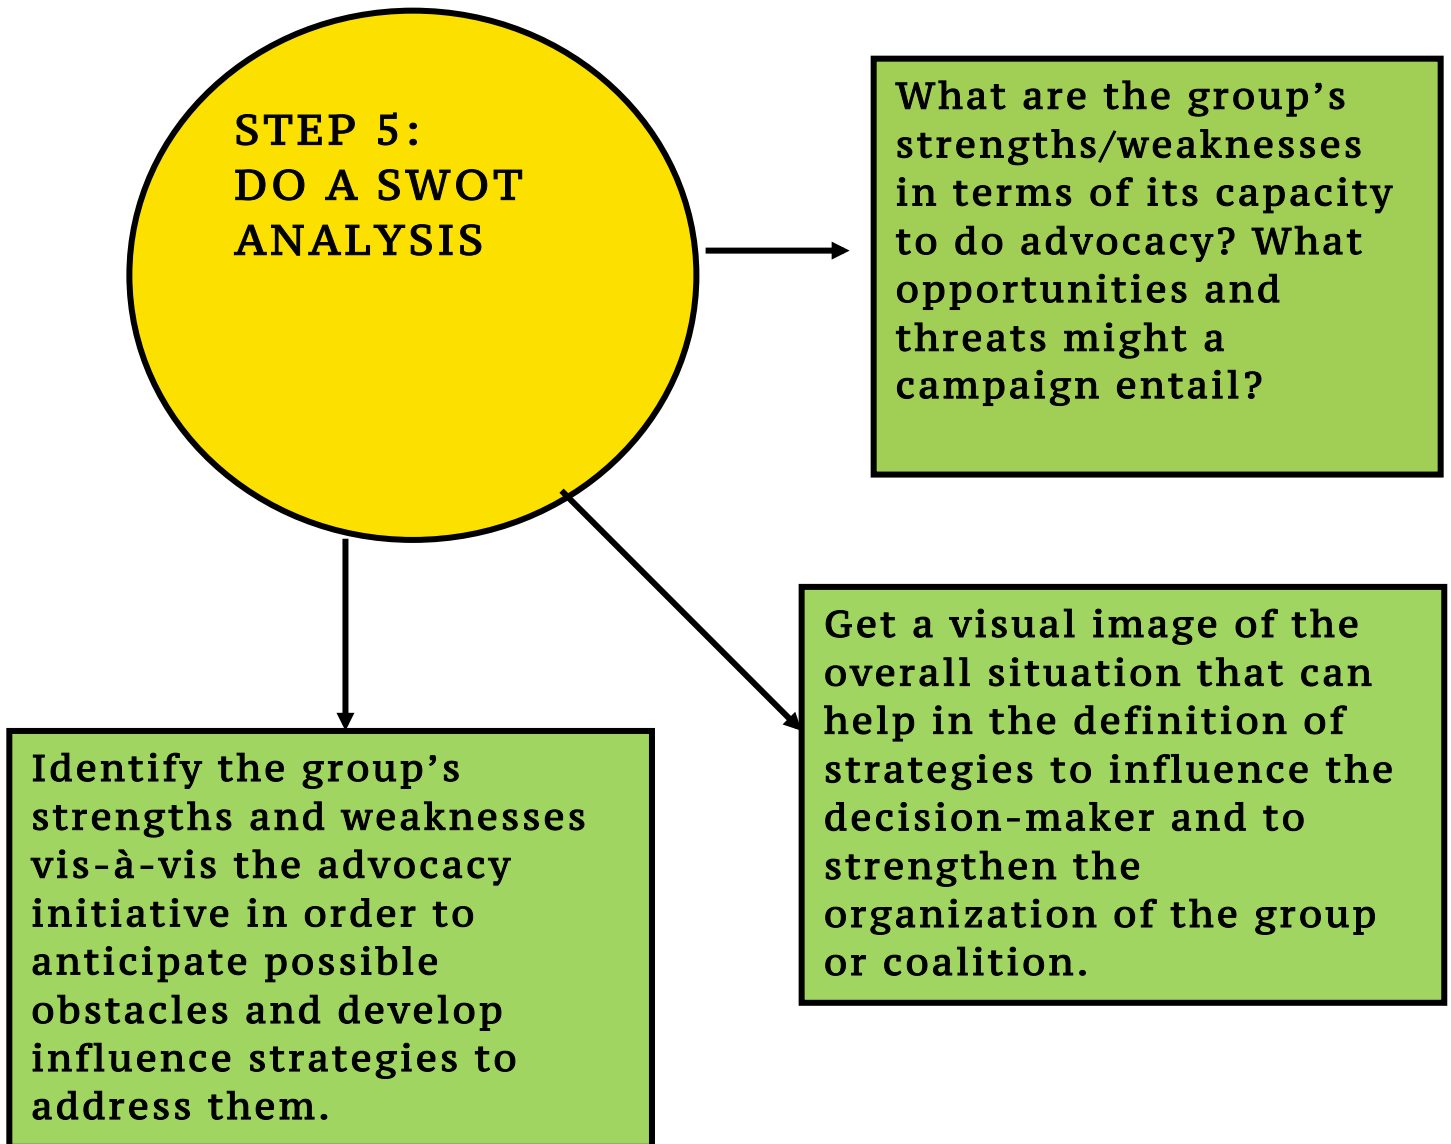 STEP 5:
DO A SWOT
ANALYSIS
What are the group’s
strengths/weaknesses
in terms of its capacity
to do advocacy? What
opportunities and
threats might a
campaign entail?
Get a visual image of the
overall situation that can
help in the definition of
strategies to influence the
decision-maker and to
strengthen the
organization of the group
or coalition.
Identify the group’s
strengths and weaknesses
vis-à-vis the advocacy
initiative in order to
anticipate possible
obstacles and develop
influence strategies to
address them.